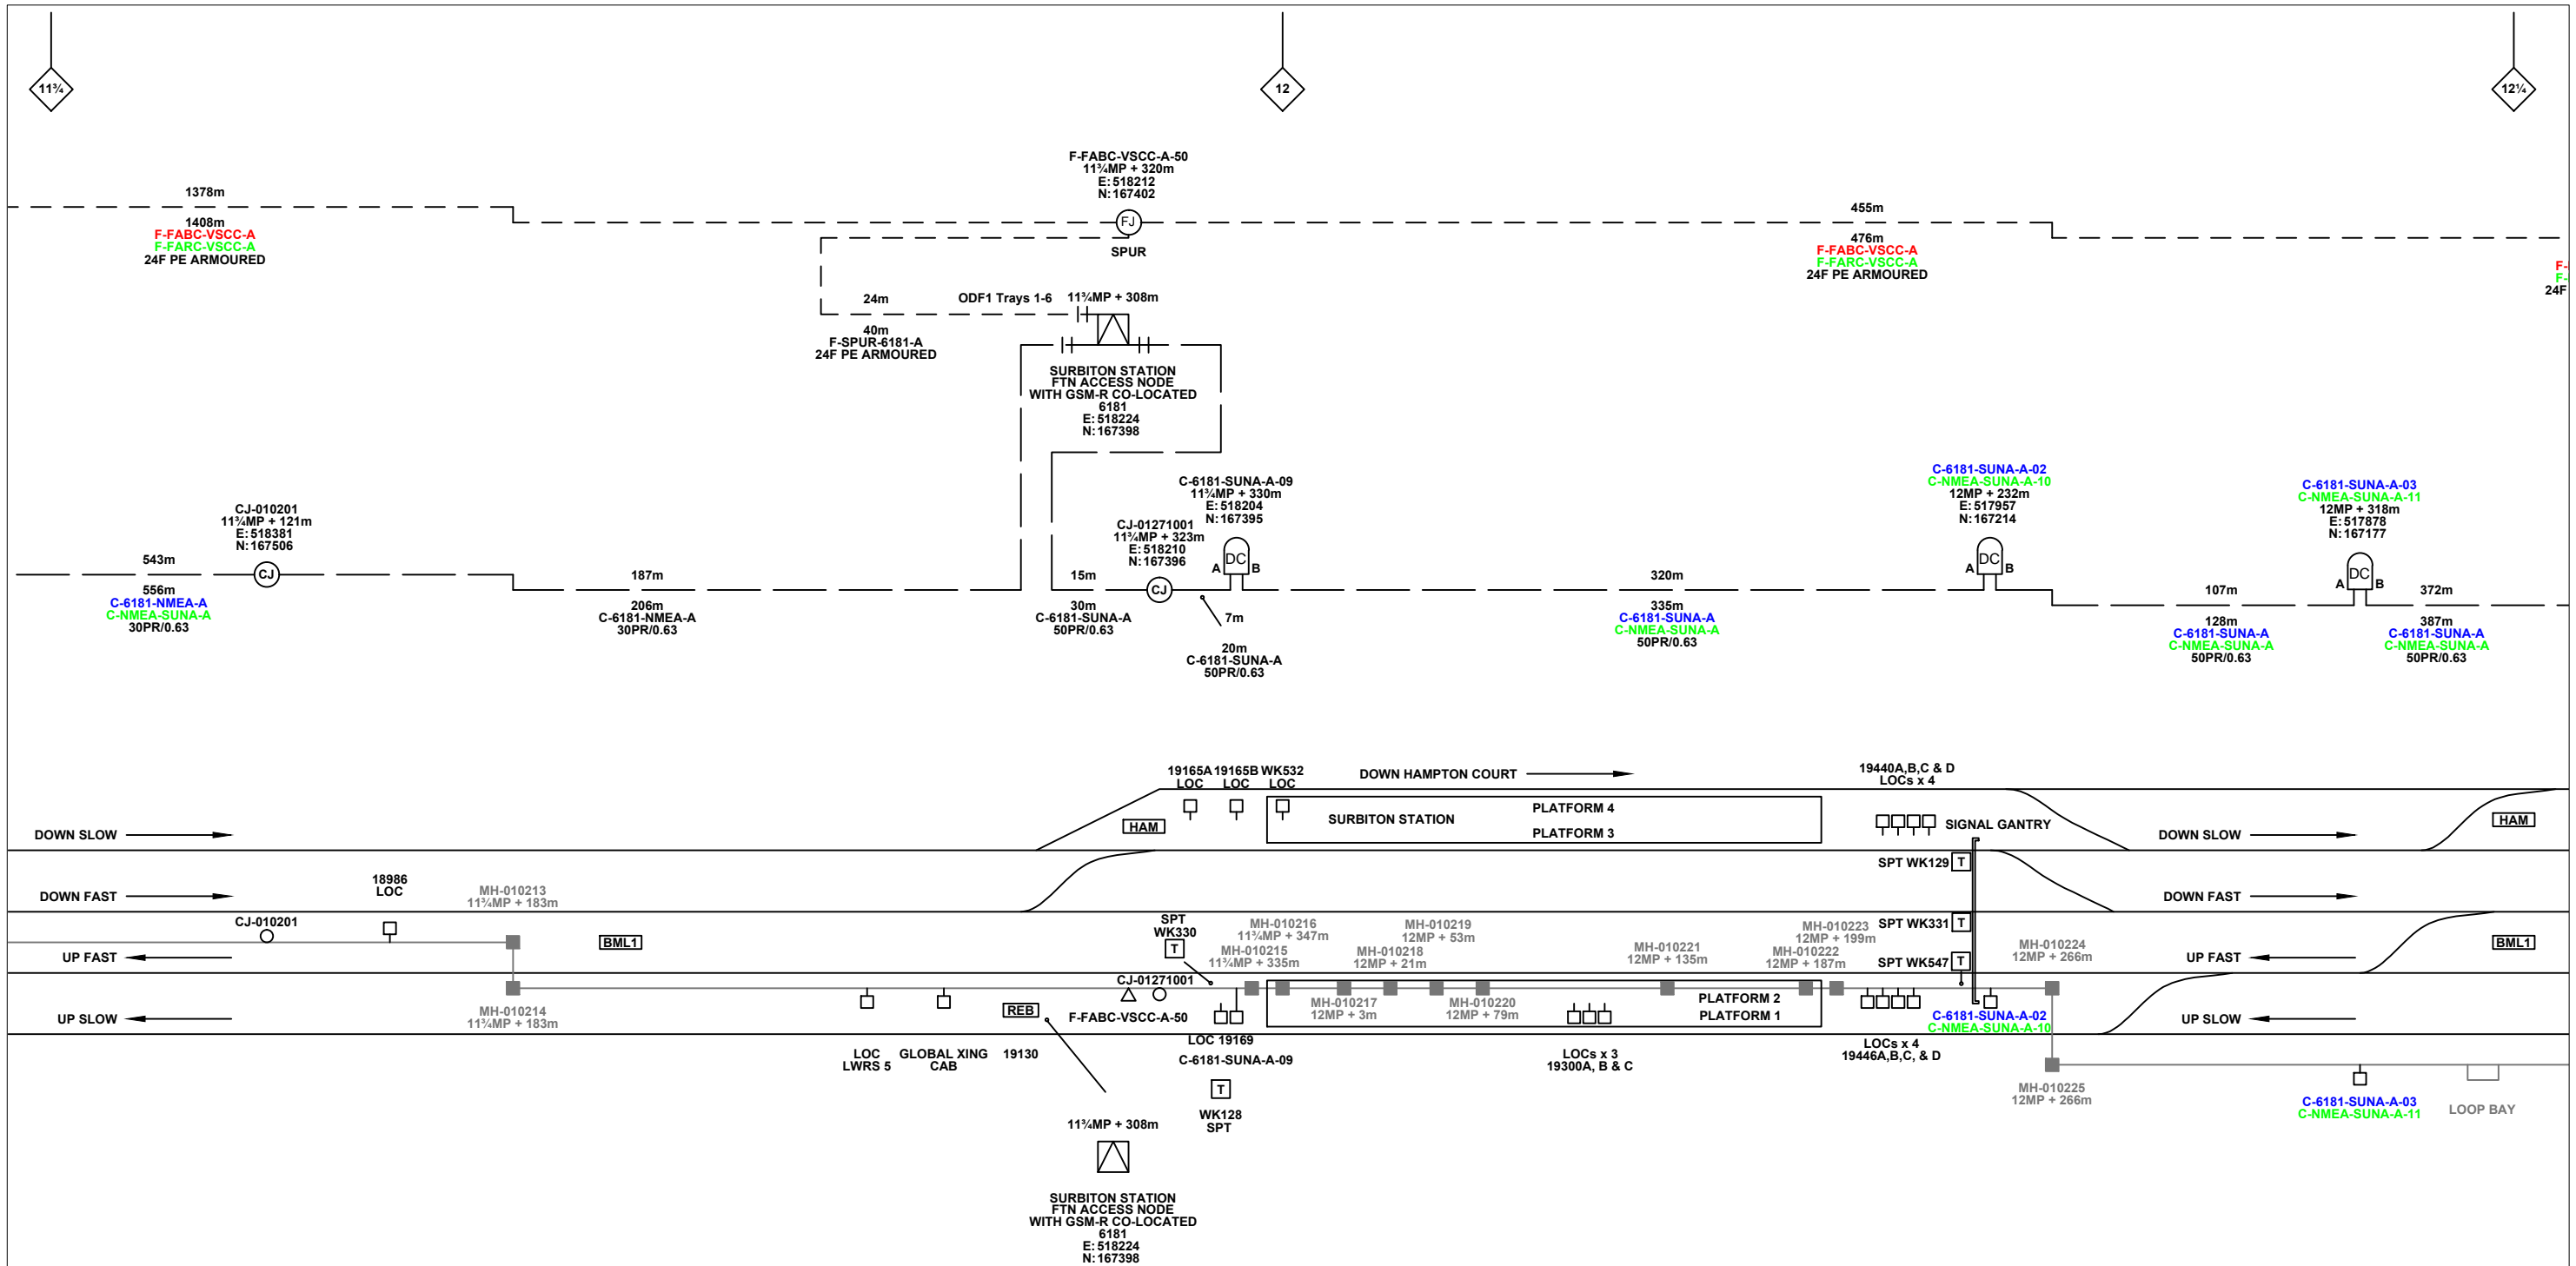 11¾
12
12¼
F-FABC-VSCC-A-50
11¾MP + 320m
E: 518212
N: 167402
FJ
SPUR
1378m
1408m
F-FABC-VSCC-A
F-FARC-VSCC-A
24F PE ARMOURED
455m
476m
F-FABC-VSCC-A
F-FARC-VSCC-A
24F PE ARMOURED
F-
F-
24F
24m
ODF1 Trays 1-6
11¾MP + 308m
40m
F-SPUR-6181-A
24F PE ARMOURED
SURBITON STATION
FTN ACCESS NODE
WITH GSM-R CO-LOCATED
6181
E: 518224
N: 167398
CJ-010201
11¾MP + 121m
E: 518381
N: 167506
CJ
543m
556m
C-6181-NMEA-A
C-NMEA-SUNA-A
30PR/0.63
187m
206m
C-6181-NMEA-A
30PR/0.63
C-6181-SUNA-A-09
11¾MP + 330m
E: 518204
N: 167395
CJ-01271001
11¾MP + 323m
E: 518210
N: 167396
15m
CJ
A
DC
B
30m
C-6181-SUNA-A
50PR/0.63
7m
20m
C-6181-SUNA-A
50PR/0.63
320m
335m
C-6181-SUNA-A
C-NMEA-SUNA-A
50PR/0.63
C-6181-SUNA-A-02
C-NMEA-SUNA-A-10
12MP + 232m
E: 517957
N: 167214
A
DC
B
C-6181-SUNA-A-03
C-NMEA-SUNA-A-11
12MP + 318m
E: 517878
N: 167177
A
DC
B
107m
128m
C-6181-SUNA-A
C-NMEA-SUNA-A
50PR/0.63
372m
387m
C-6181-SUNA-A
C-NMEA-SUNA-A
50PR/0.63
19165A
LOC
19165B
LOC
WK532
LOC
DOWN HAMPTON COURT
19440A,B,C & D
LOCs x 4
HAM
SURBITON STATION
PLATFORM 4
PLATFORM 3
SIGNAL GANTRY
HAM
DOWN SLOW
DOWN SLOW
SPT WK129
T
DOWN FAST
18986
LOC
MH-010213
11¾MP + 183m
DOWN FAST
CJ-010201
BML1
UP FAST
SPT
WK330
T
MH-010216
11¾MP + 347m
MH-010215
11¾MP + 335m
MH-010219
12MP + 53m
MH-010218
12MP + 21m
MH-010221
12MP + 135m
MH-010223
12MP + 199m
MH-010222
12MP + 187m
SPT WK331
T
SPT WK547
T
MH-010224
12MP + 266m
UP FAST
BML1
CJ-01271001
UP SLOW
MH-010214
11¾MP + 183m
REB
F-FABC-VSCC-A-50
MH-010217
12MP + 3m
MH-010220
12MP + 79m
PLATFORM 2
PLATFORM 1
C-6181-SUNA-A-02
C-NMEA-SUNA-A-10
UP SLOW
LOC
LWRS 5
GLOBAL XING
CAB
19130
LOC 19169
C-6181-SUNA-A-09
T
WK128
SPT
LOCs x 3
19300A, B & C
LOCs x 4
19446A,B,C, & D
MH-010225
12MP + 266m
C-6181-SUNA-A-03
C-NMEA-SUNA-A-11
LOOP BAY
11¾MP + 308m
SURBITON STATION
FTN ACCESS NODE
WITH GSM-R CO-LOCATED
6181
E: 518224
N: 167398